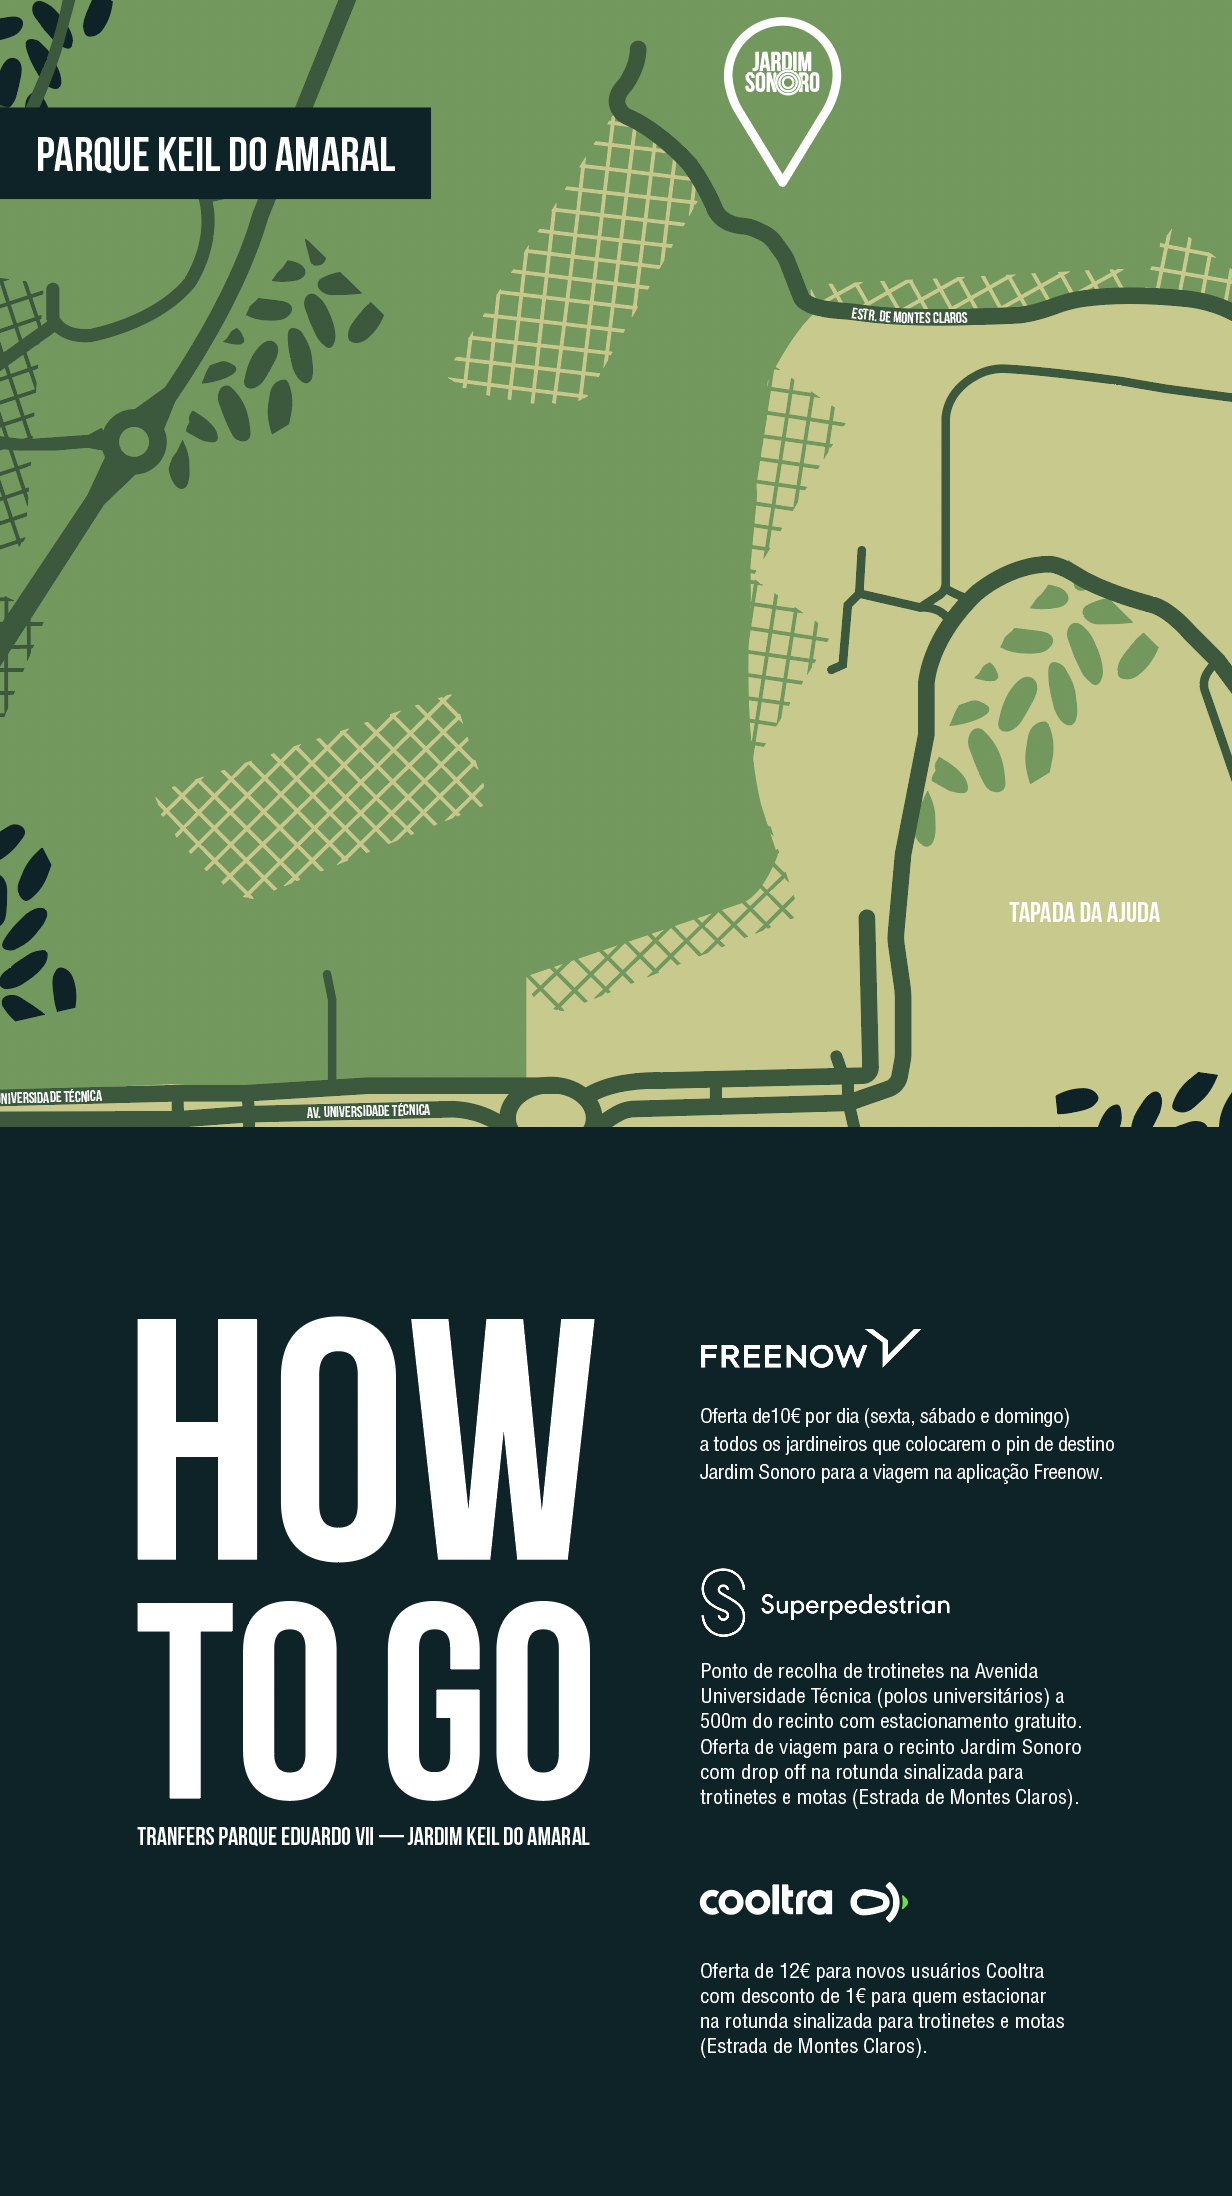 JARDIM
SONORO
PARQUE KEIL DO AMARAL
ESTR. DE MONTES CLAROS
TAPADA DA AJUDA
UNIVERSIDADE TÉCNICA
AV. UNIVERSIDADE TÉCNICA
HOW
TO GO
TRANFERS PARQUE EDUARDO VII — JARDIM KEIL DO AMARAL
FREENOW
Oferta de10€ por dia (sexta, sábado e domingo)
a todos os jardineiros que colocarem o pin de destino
Jardim Sonoro para a viagem na aplicação Freenow.
Superpedestrian
Ponto de recolha de trotinetes na Avenida
Universidade Técnica (polos universitários) a
500m do recinto com estacionamento gratuito.
Oferta de viagem para o recinto Jardim Sonoro
com drop off na rotunda sinalizada para
trotinetes e motas (Estrada de Montes Claros).
cooltra
Oferta de 12€ para novos usuários Cooltra
com desconto de 1€ para quem estacionar
na rotunda sinalizada para trotinetes e motas
(Estrada de Montes Claros).